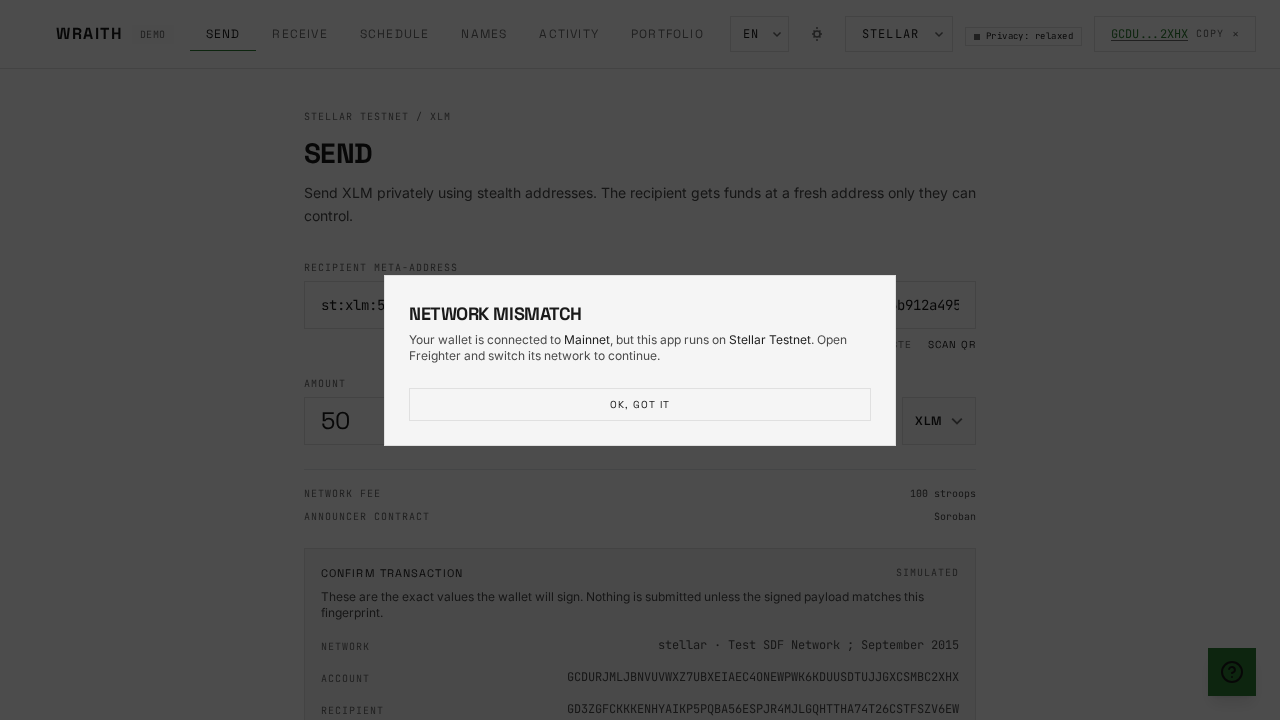 WRAITH DEMO SEND RECEIVE SCHEDULE NAMES ACTIVITY PORTFOLIO EN STELLAR Privacy: relaxed GCDU...2XHX COPY ×
STELLAR TESTNET / XLM
SEND
Send XLM privately using stealth addresses. The recipient gets funds at a fresh address only they can
control.
RECIPIENT META-ADDRESS
st:xlm:5 b912a495
SCAN QR
NETWORK MISMATCH
Your wallet is connected to Mainnet, but this app runs on Stellar Testnet. Open
Freighter and switch its network to continue.
OK, GOT IT
AMOUNT
50 XLM
NETWORK FEE 100 stroops
ANNOUNCER CONTRACT Soroban
CONFIRM TRANSACTION SIMULATED
These are the exact values the wallet will sign. Nothing is submitted unless the signed payload matches this
fingerprint.
NETWORK stellar · Test SDF Network ; September 2015
ACCOUNT GCDURJMLJBNVUVWXZ7UBXEIAEC4ONEWPWK6KDUUSDTUJJGXCSMBC2XHX
RECIPIENT GD3ZGFCKKKENHYAIKP5PQBA56ESPJR4MJLGQHTTHA74T26CSTFSZV6EW